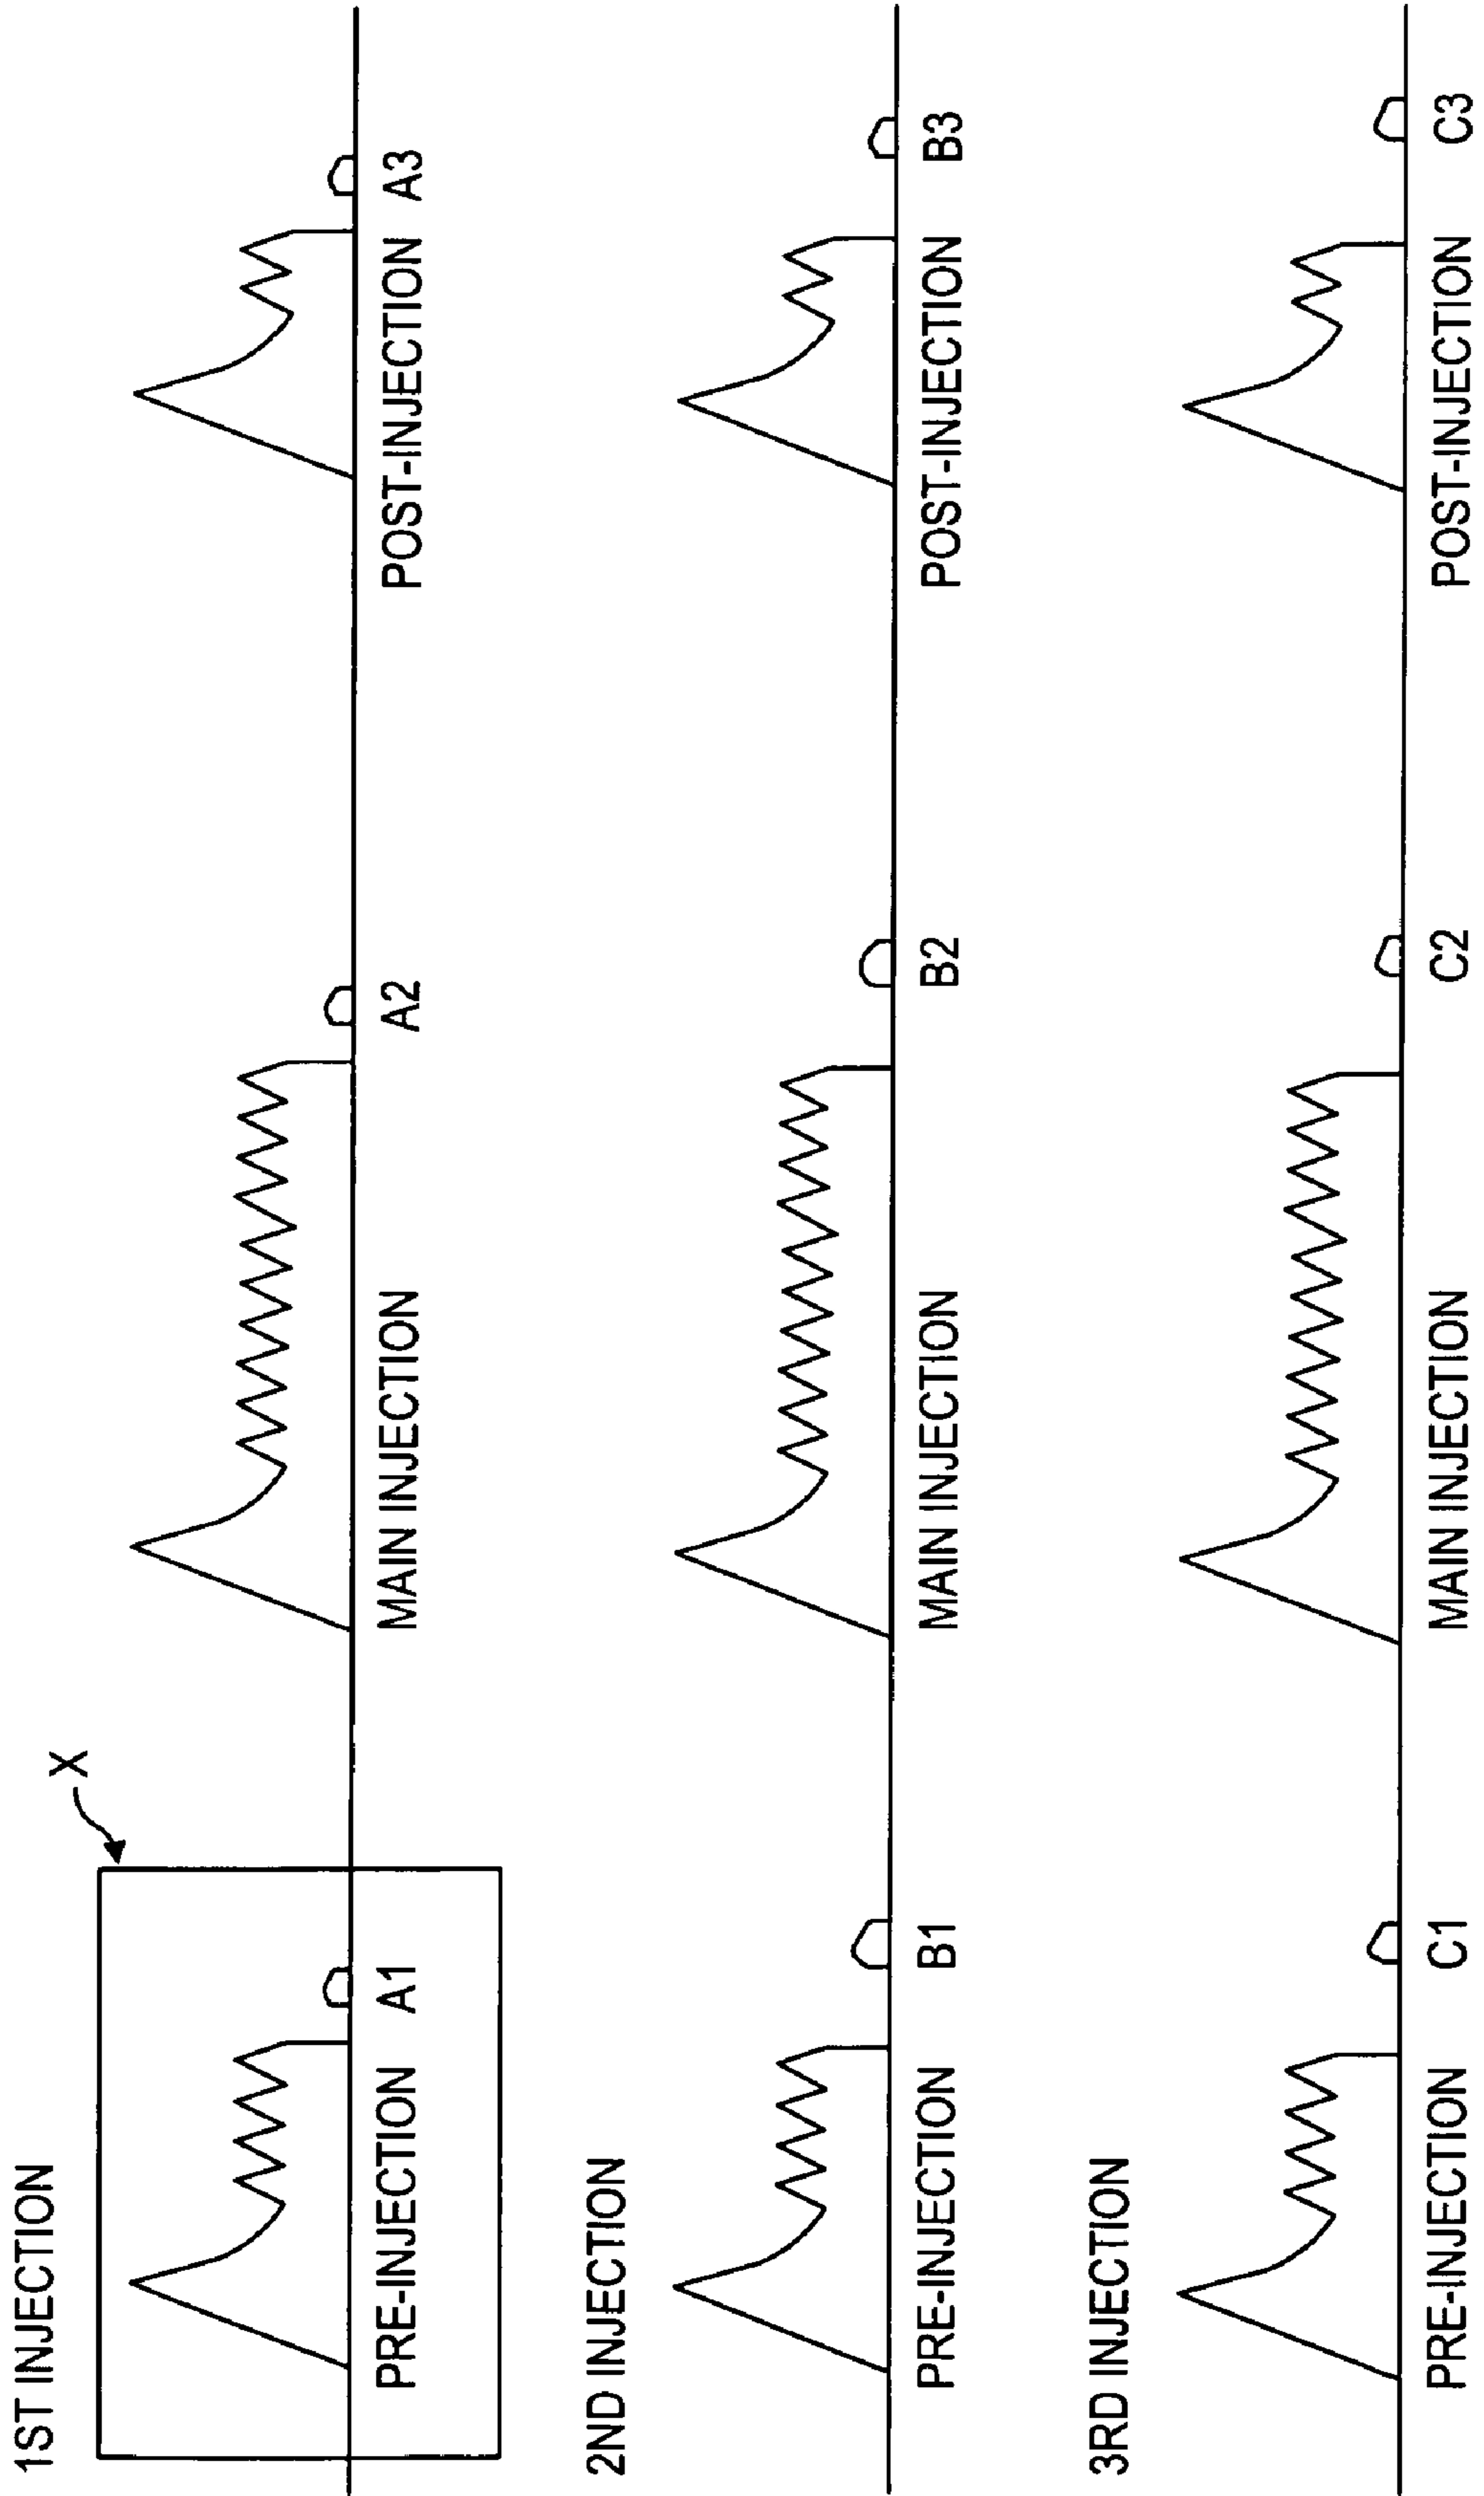 1ST INJECTION
X
PRE-INJECTION A1 MAIN INJECTION A2 POST-INJECTION A3
2ND INJECTION
PRE-INJECTION B1 MAIN INJECTION B2 POST-INJECTION B3
3RD INJECTION
PRE-INJECTION C1 MAIN INJECTION C2 POST-INJECTION C3